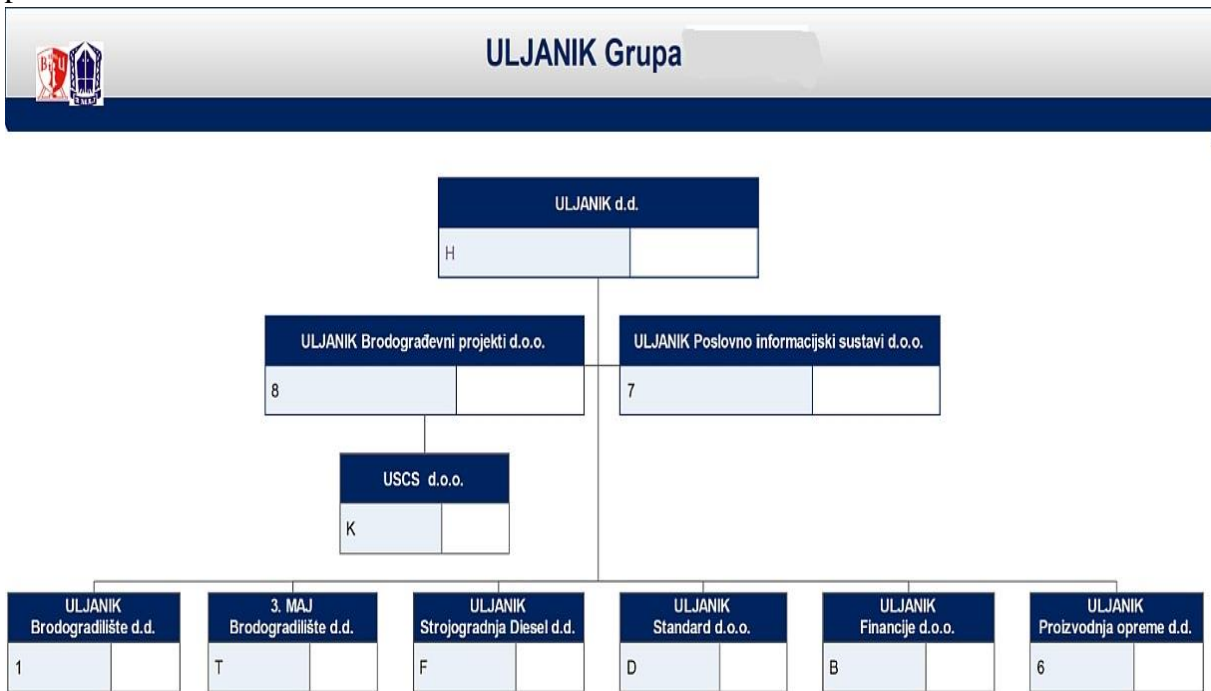 ULJANIK Grupa
ULJANIK d.d.
H
ULJANIK Brodograđevni projekti d.o.o.
8
ULJANIK Poslovno informacijski sustavi d.o.o.
7
USCS d.o.o.
K
ULJANIK
Brodogradilište d.d.
1
3. MAJ
Brodogradilište d.d.
T
ULJANIK
Strojogradnja Diesel d.d.
F
ULJANIK
Standard d.o.o.
D
ULJANIK
Financije d.o.o.
B
ULJANIK
Proizvodnja opreme d.d.
6